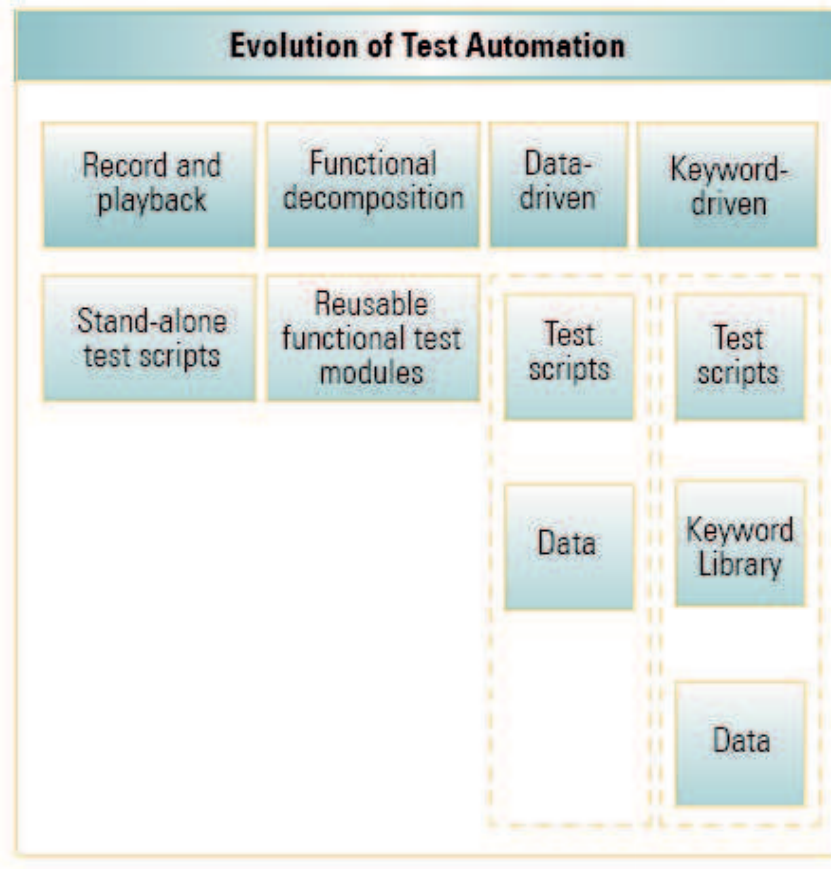 Evolution of Test Automation
Record and
playback
Functional
decomposition
Data-
driven
Keyword-
driven
Stand-alone
test scripts
Reusable
functional test
modules
Test
scripts
Test
scripts
Data
Keyword
Library
Data